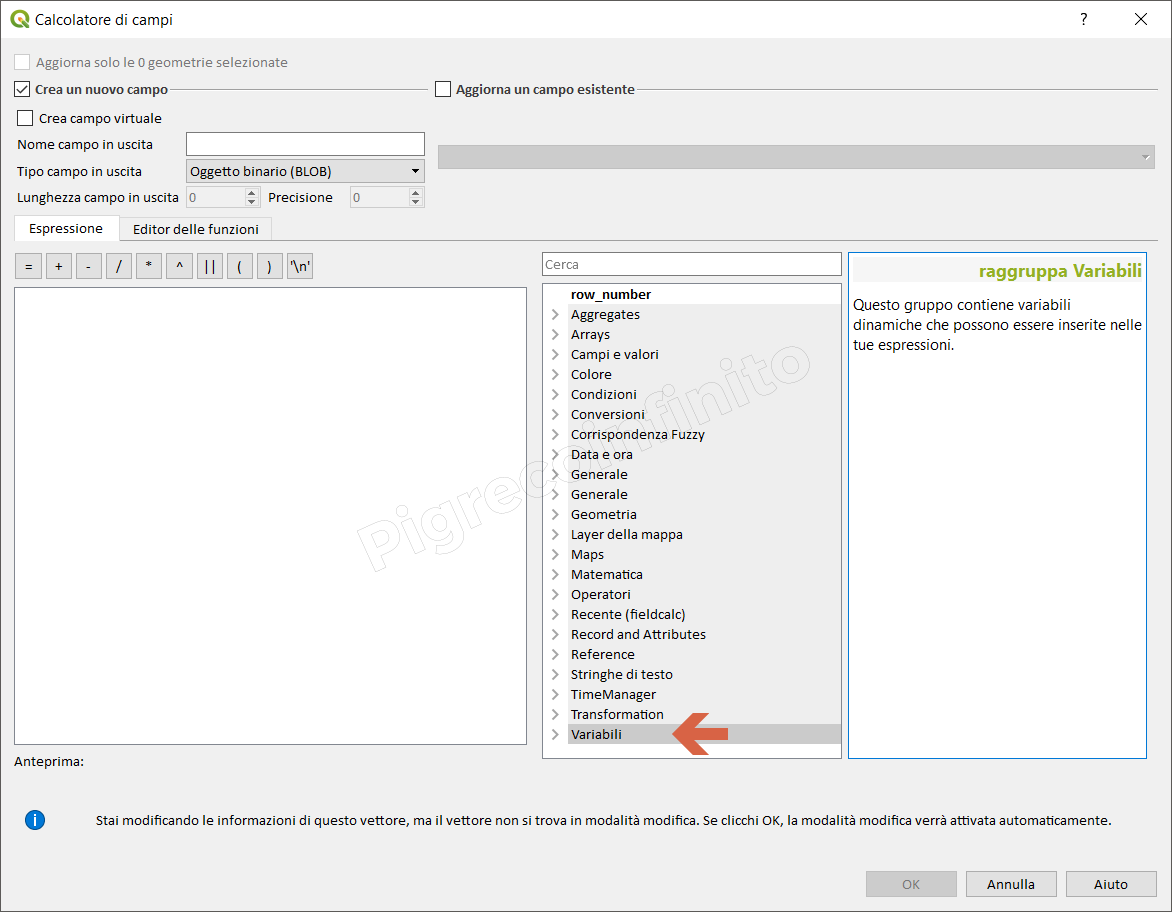 Calcolatore di campi
?
Aggiorna solo le 0 geometrie selezionate
Crea un nuovo campo
Aggiorna un campo esistente
Crea campo virtuale
Nome campo in uscita
Tipo campo in uscita Oggetto binario (BLOB)
Lunghezza campo in uscita 0 Precisione 0
Espressione Editor delle funzioni
= + - / * ^ || ( ) '\n'
Cerca
row_number
Aggregates
Arrays
Campi e valori
Colore
Condizioni
Conversioni
Corrispondenza Fuzzy
Data e ora
Generale
Generale
Geometria
Layer della mappa
Maps
Matematica
Operatori
Recente (fieldcalc)
Record and Attributes
Reference
Stringhe di testo
TimeManager
Transformation
Variabili
raggruppa Variabili
Questo gruppo contiene variabili
dinamiche che possono essere inserite nelle
tue espressioni.
Pigrecoinfinito
Anteprima:
Stai modificando le informazioni di questo vettore, ma il vettore non si trova in modalità modifica. Se clicchi OK, la modalità modifica verrà attivata automaticamente.
OK Annulla Aiuto